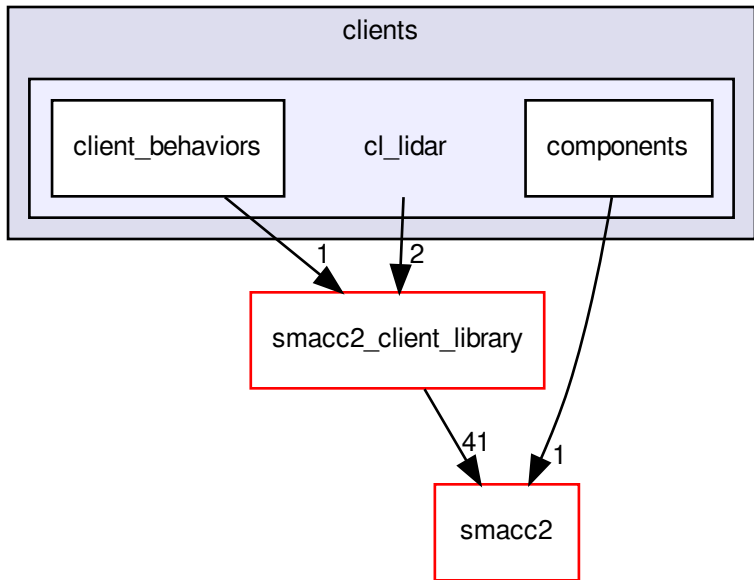 clients
client_behaviors
cl_lidar
components
1
2
smacc2_client_library
41
1
smacc2